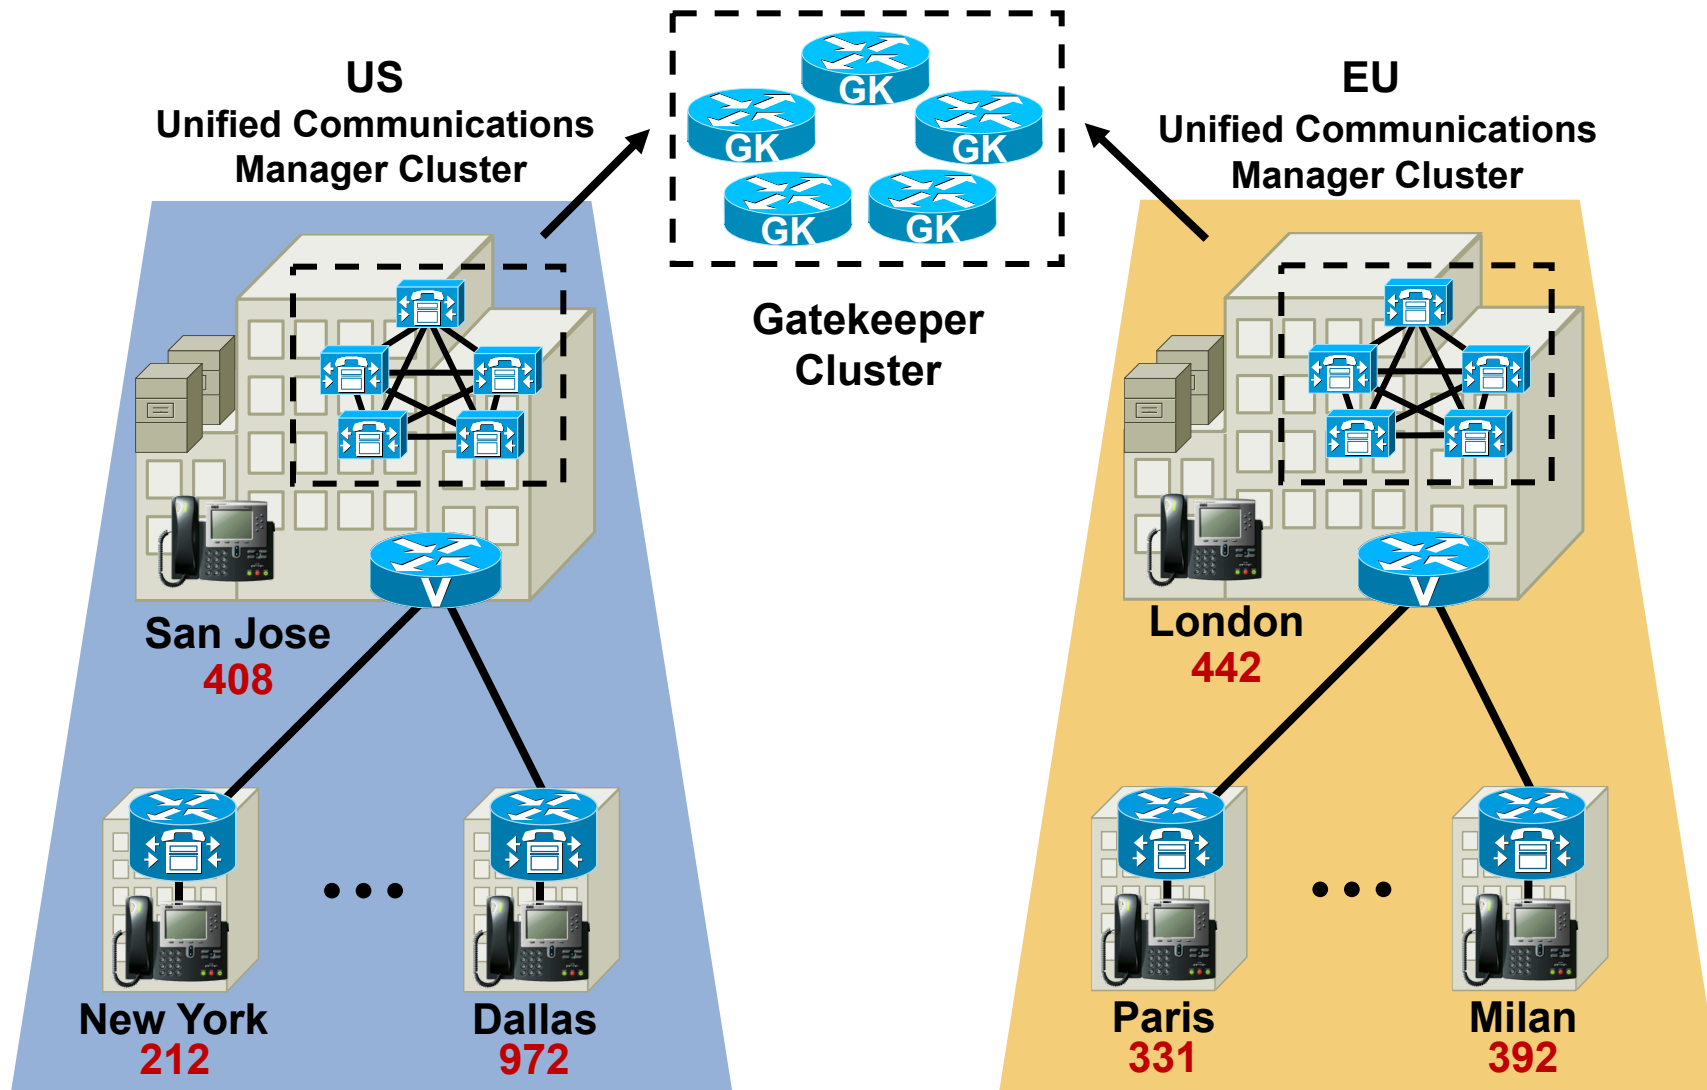 US
Unified Communications
Manager Cluster
GK
GK
GK
GK
GK
Gatekeeper
Cluster
EU
Unified Communications
Manager Cluster
V
San Jose
408
V
London
442
New York
212
Dallas
972
Paris
331
Milan
392